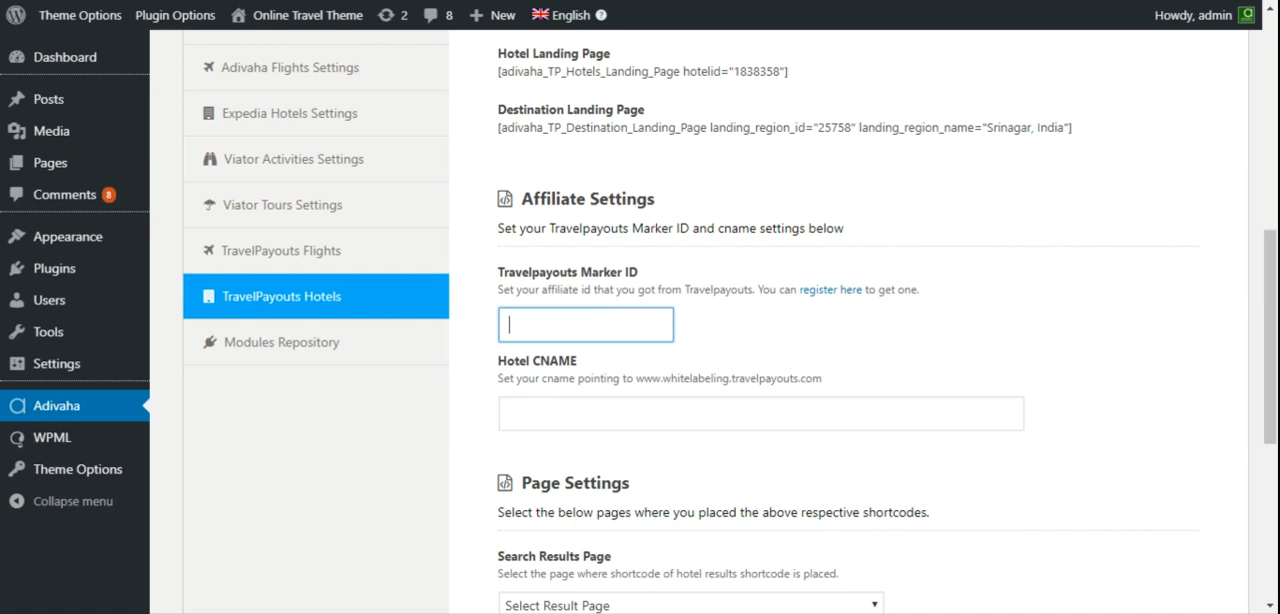 Theme Options Plugin Options Online Travel Theme 2 8 New English Howdy, admin
Dashboard
Posts
Media
Pages
Comments 8
Appearance
Plugins
Users
Tools
Settings
Adivaha
WPML
Theme Options
Collapse menu
Adivaha Flights Settings
Expedia Hotels Settings
Viator Activities Settings
Viator Tours Settings
TravelPayouts Flights
TravelPayouts Hotels
Modules Repository
Hotel Landing Page
[adivaha_TP_Hotels_Landing_Page hotelid="1838358"]
Destination Landing Page
[adivaha_TP_Destination_Landing_Page landing_region_id="25758" landing_region_name="Srinagar, India"]
Affiliate Settings
Set your Travelpayouts Marker ID and cname settings below
Travelpayouts Marker ID
Set your affiliate id that you got from Travelpayouts. You can register here to get one.
Hotel CNAME
Set your cname pointing to www.whitelabeling.travelpayouts.com
Page Settings
Select the below pages where you placed the above respective shortcodes.
Search Results Page
Select the page where shortcode of hotel results shortcode is placed.
Select Result Page